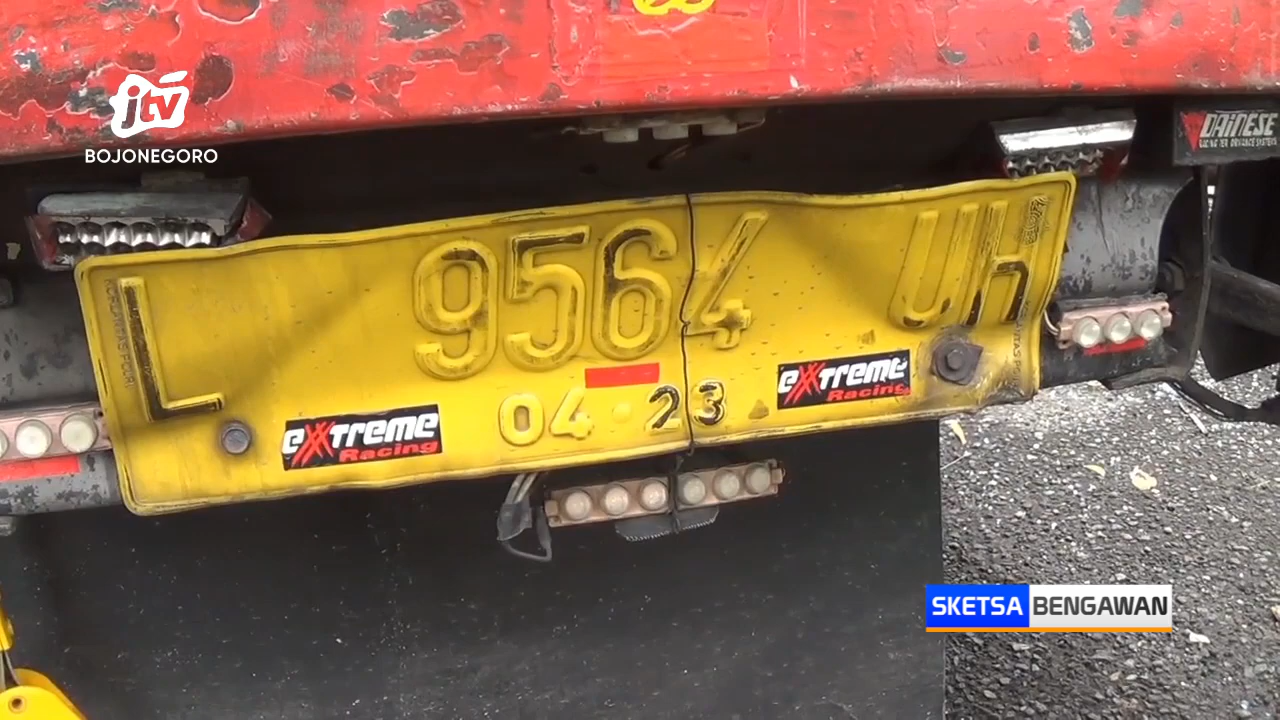 jtv
BOJONEGORO
DAINESE
L 9564 UH
04 · 23
eXtreme
Racing
eXtreme
Racing
SKETSA BENGAWAN